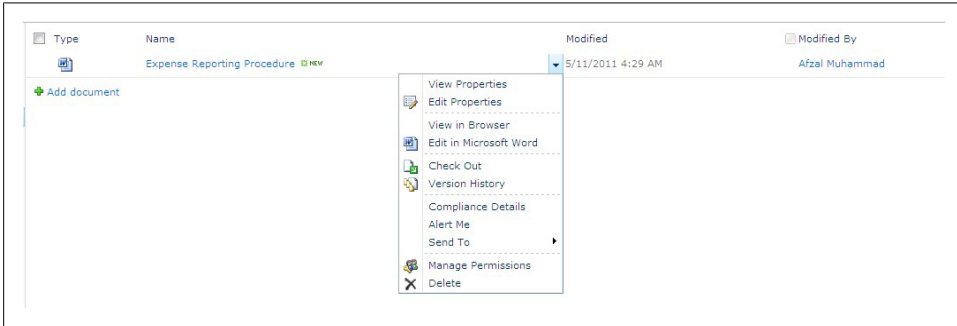 Type Name Modified Modified By
Expense Reporting Procedure NEW 5/11/2011 4:29 AM Afzal Muhammad
Add document
View Properties
Edit Properties
View in Browser
Edit in Microsoft Word
Check Out
Version History
Compliance Details
Alert Me
Send To
Manage Permissions
Delete